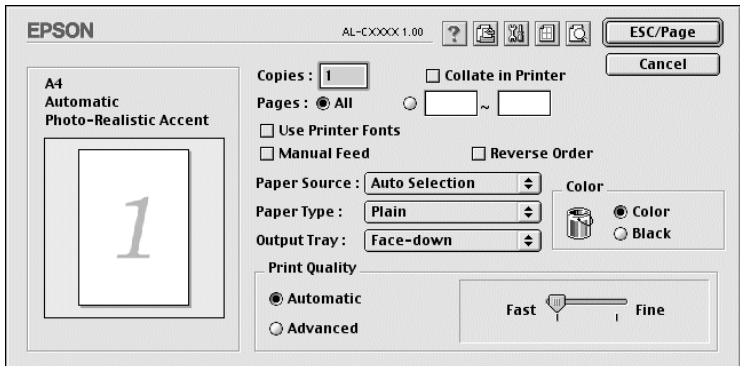 EPSON AL-CXXXX 1.00 ? ESC/Page
Cancel
A4
Automatic
Photo-Realistic Accent
1
Copies : 1 Collate in Printer
Pages : All ~
Use Printer Fonts
Manual Feed Reverse Order
Paper Source : Auto Selection
Paper Type : Plain
Output Tray : Face-down
Color
Color
Black
Print Quality
Automatic
Advanced
Fast Fine